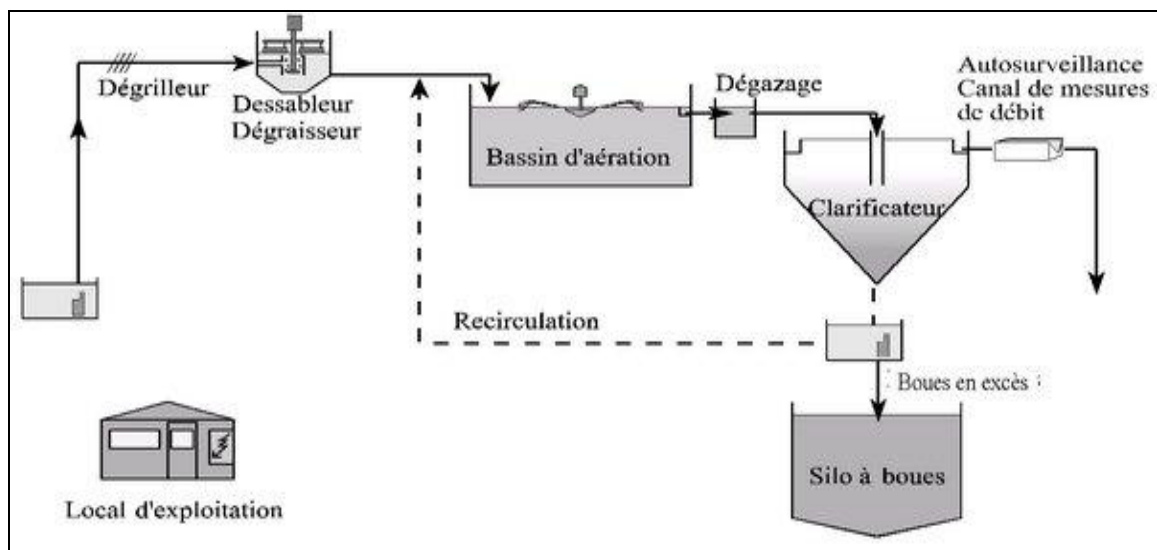 Dégrilleur
Dessableur
Dégraisseur
Bassin d'aération
Dégazage
Clarificateur
Autosurveillance
Canal de mesures
de débit
Recirculation
Boues en excès :
Silo à boues
Local d'exploitation